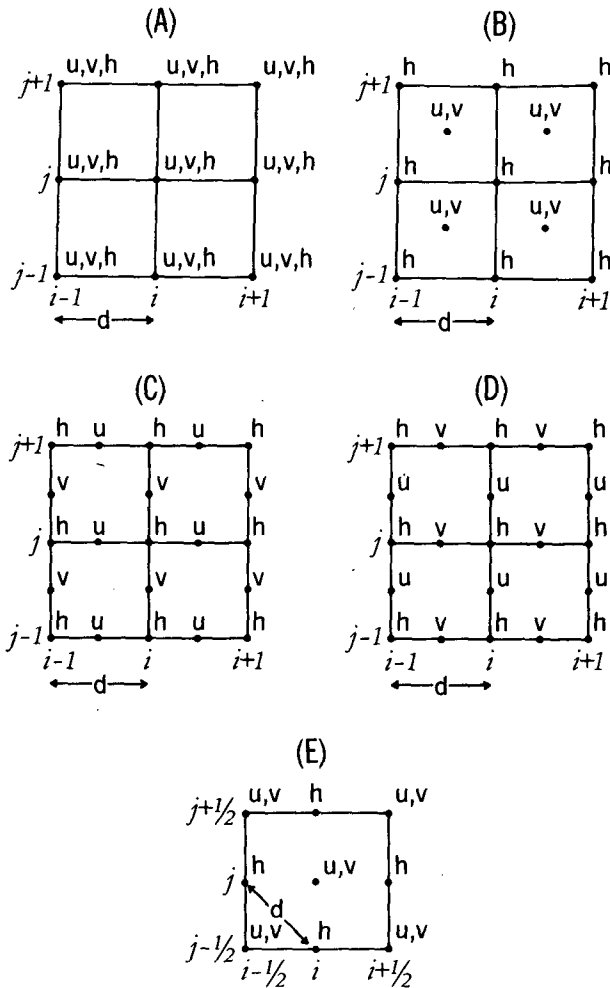 (A) (B)
j+1 u,v,h u,v,h u,v,h h h h
u,v u,v
j u,v,h u,v,h u,v,h j h h h
u,v u,v
j-1 u,v,h u,v,h u,v,h j-1 h h h
i-1 i i+1 i-1 i i+1
d d
(C) (D)
j+1 h u h u h j+1 h v h v h
v v v u u u
j h u h u h j h v h v h
v v v u u u
j-1 h u h u h j-1 h v h v h
i-1 i i+1 i-1 i i+1
d d
(E)
j+1/2 u,v h u,v
j h u,v h
d
j-1/2 u,v h u,v
i-1/2 i i+1/2